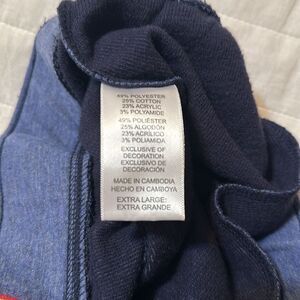 49% POLYESTER
25% COTTON
23% ACRYLIC
3% POLYAMIDE
49% POLIÉSTER
25% ALGODÓN
23% ACRÍLICO
3% POLIAMIDA
EXCLUSIVE OF
DECORATION
EXCLUSIVO DE
DECORACIÓN
MADE IN CAMBODIA
HECHO EN CAMBOYA
EXTRA LARGE:
EXTRA GRANDE